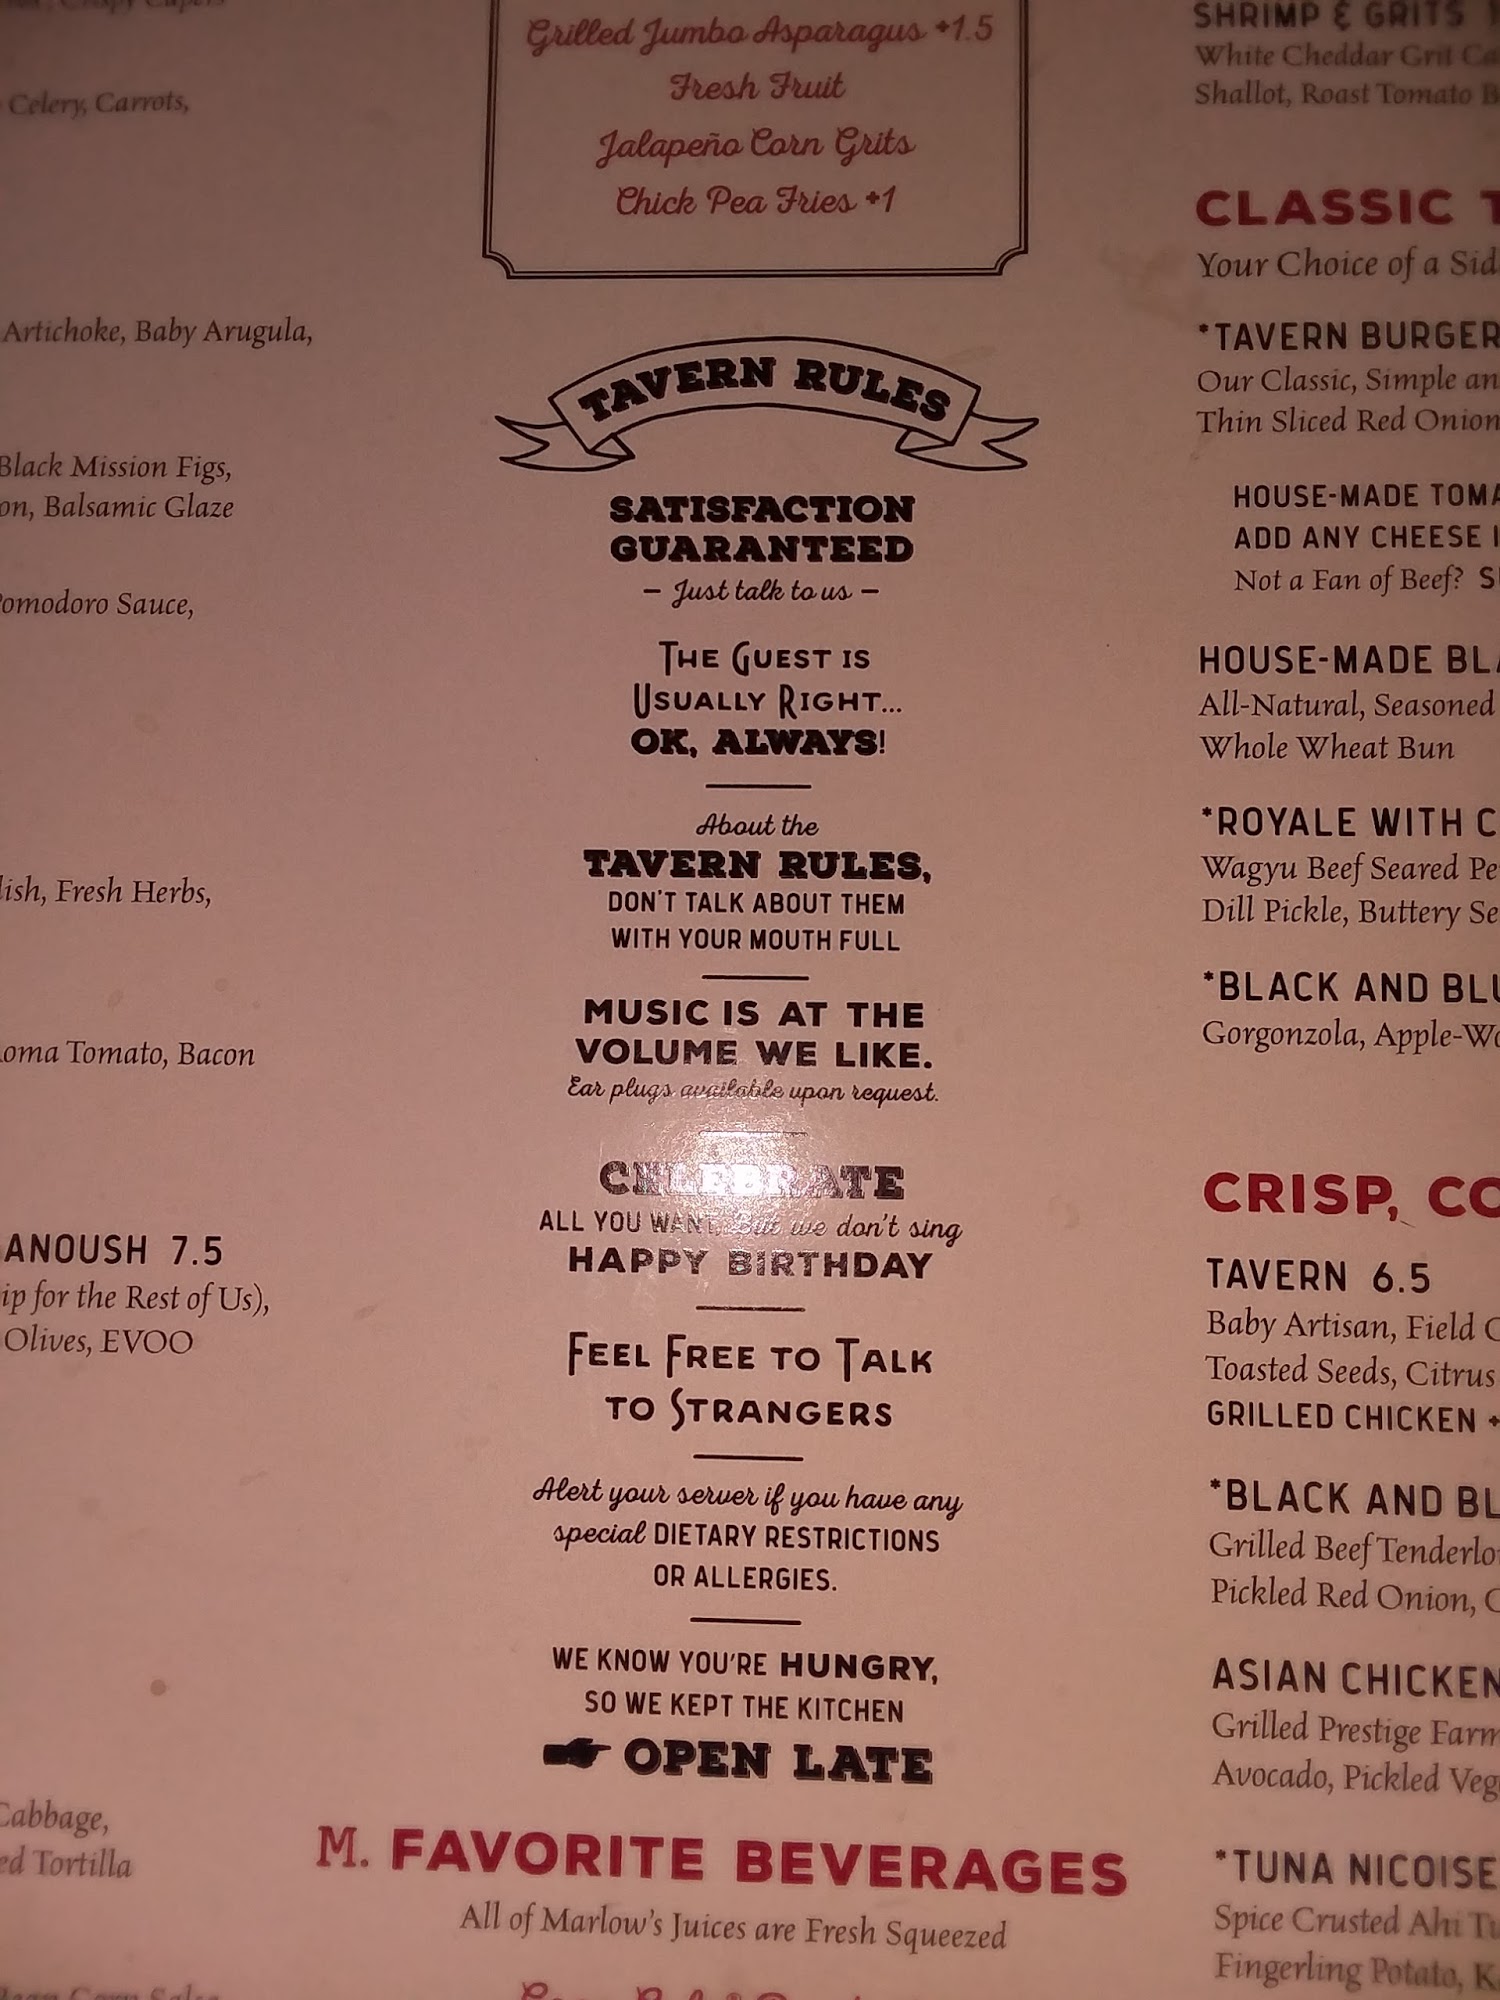 Crispy Capers
Celery, Carrots,
Artichoke, Baby Arugula,
Black Mission Figs,
on, Balsamic Glaze
Pomodoro Sauce,
lish, Fresh Herbs,
oma Tomato, Bacon
ANOUSH 7.5
ip for the Rest of Us),
Olives, EVOO
Cabbage,
ed Tortilla
Grilled Jumbo Asparagus +1.5
Fresh Fruit
Jalapeño Corn Grits
Chick Pea Fries +1
TAVERN RULES
SATISFACTION
GUARANTEED
– Just talk to us –
THE GUEST IS
USUALLY RIGHT...
OK, ALWAYS!
About the
TAVERN RULES,
DON'T TALK ABOUT THEM
WITH YOUR MOUTH FULL
MUSIC IS AT THE
VOLUME WE LIKE.
Ear plugs available upon request.
CELEBRATE
ALL YOU WANT, But we don't sing
HAPPY BIRTHDAY
FEEL FREE TO TALK
TO STRANGERS
Alert your server if you have any
special DIETARY RESTRICTIONS
OR ALLERGIES.
WE KNOW YOU'RE HUNGRY,
SO WE KEPT THE KITCHEN
OPEN LATE
M. FAVORITE BEVERAGES
All of Marlow's Juices are Fresh Squeezed
SHRIMP & GRITS
White Cheddar Grit Ca
Shallot, Roast Tomato B
CLASSIC T
Your Choice of a Sid
*TAVERN BURGER
Our Classic, Simple an
Thin Sliced Red Onion
HOUSE-MADE TOMA
ADD ANY CHEESE
Not a Fan of Beef? S
HOUSE-MADE BLA
All-Natural, Seasoned
Whole Wheat Bun
*ROYALE WITH C
Wagyu Beef Seared Pe
Dill Pickle, Buttery Se
*BLACK AND BLU
Gorgonzola, Apple-Wo
CRISP, CO
TAVERN 6.5
Baby Artisan, Field C
Toasted Seeds, Citrus
GRILLED CHICKEN +
*BLACK AND BL
Grilled Beef Tenderlo
Pickled Red Onion, C
ASIAN CHICKEN
Grilled Prestige Farm
Avocado, Pickled Veg
*TUNA NICOISE
Spice Crusted Ahi Tu
Fingerling Potato, K